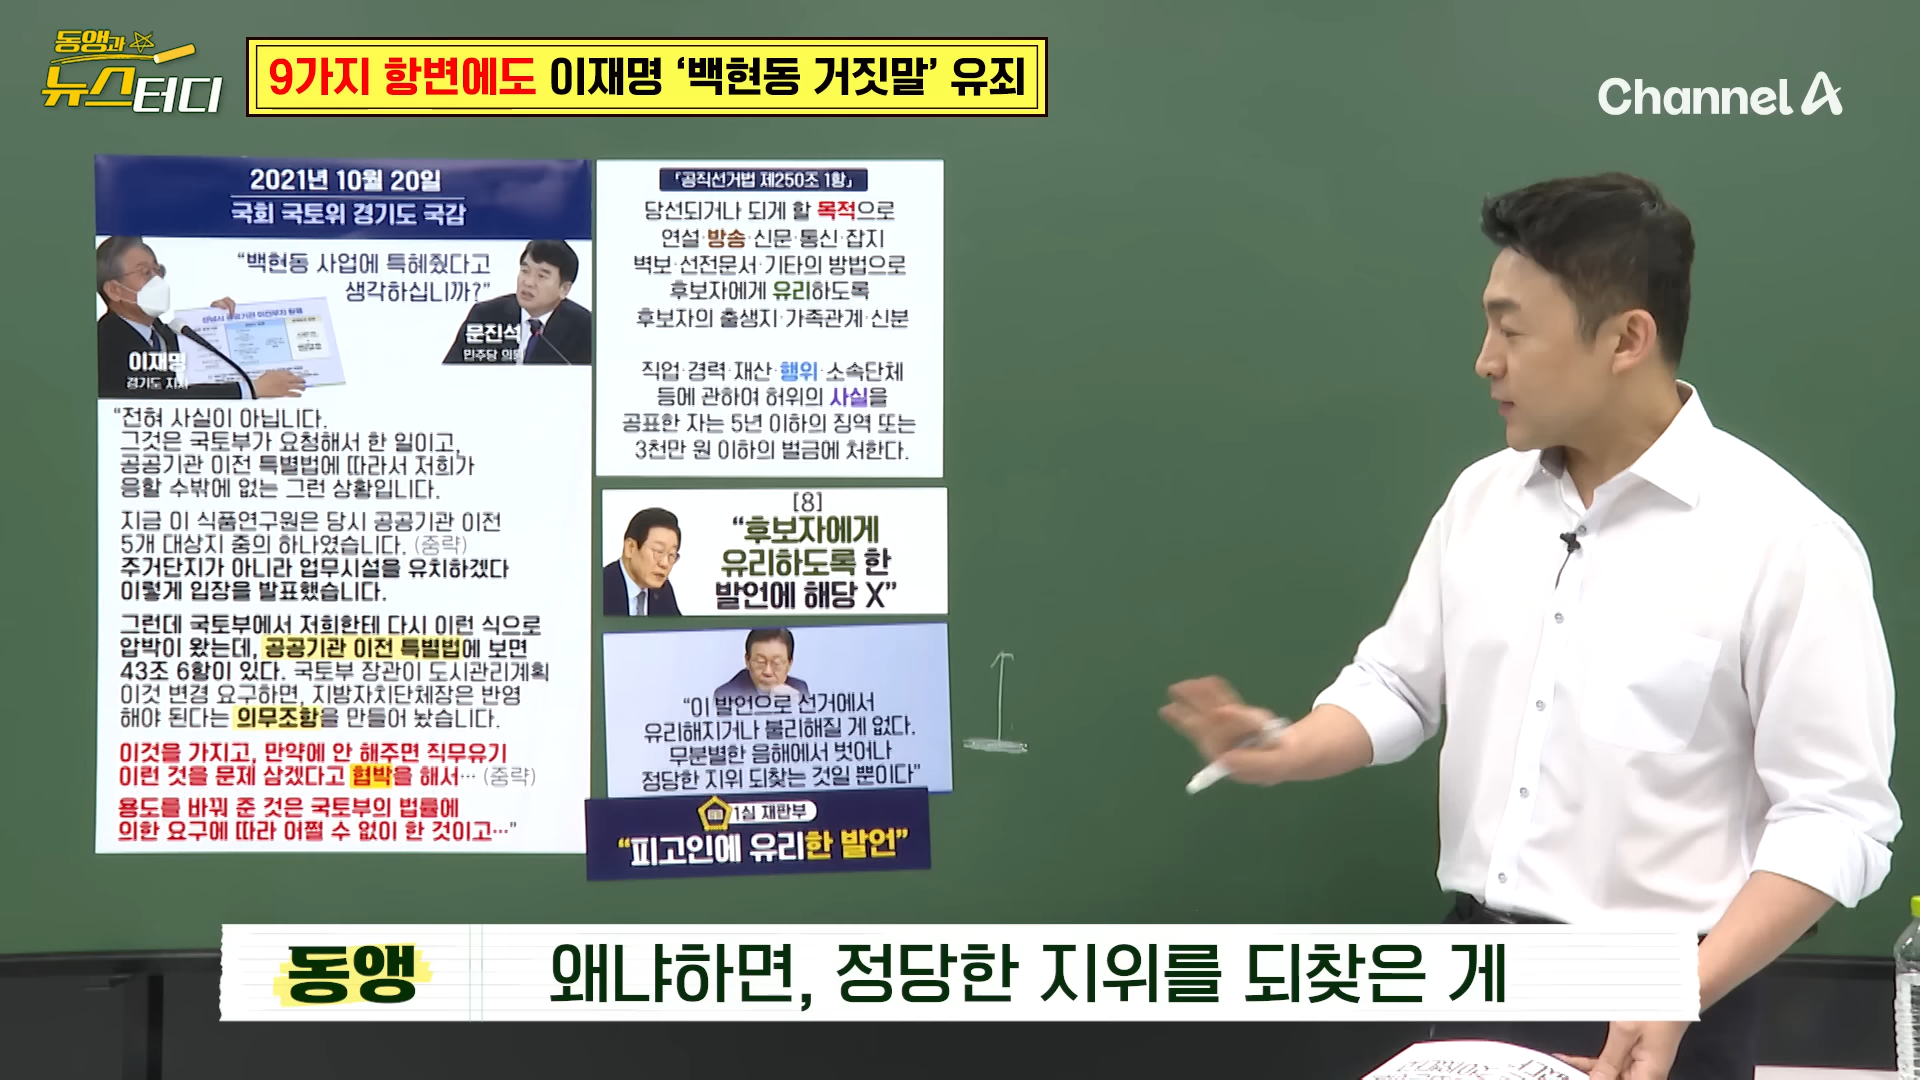 동앵과
뉴스터디
9가지 항변에도 이재명 ‘백현동 거짓말’ 유죄
Channel A
2021년 10월 20일
국회 국토위 경기도 국감
“백현동 사업에 특혜줬다고
생각하십니까?”
이재명
경기도 지사
문진석
민주당 의원
“전혀 사실이 아닙니다.
그것은 국토부가 요청해서 한 일이고,
공공기관 이전 특별법에 따라서 저희가
응할 수밖에 없는 그런 상황입니다.
지금 이 식품연구원은 당시 공공기관 이전
5개 대상지 중의 하나였습니다. (중략)
주거단지가 아니라 업무시설을 유치하겠다
이렇게 입장을 발표했습니다.
그런데 국토부에서 저희한테 다시 이런 식으로
압박이 왔는데, 공공기관 이전 특별법에 보면
43조 6항이 있다. 국토부 장관이 도시관리계획
이것 변경 요구하면, 지방자치단체장은 반영
해야 된다는 의무조항을 만들어 놨습니다.
이것을 가지고, 만약에 안 해주면 직무유기
이런 것을 문제 삼겠다고 협박을 해서… (중략)
용도를 바꿔 준 것은 국토부의 법률에
의한 요구에 따라 어쩔 수 없이 한 것이고…”
「공직선거법 제250조 1항」
당선되거나 되게 할 목적으로
연설·방송·신문·통신·잡지
벽보·선전문서·기타의 방법으로
후보자에게 유리하도록
후보자의 출생지·가족관계·신분
직업·경력·재산·행위·소속단체
등에 관하여 허위의 사실을
공표한 자는 5년 이하의 징역 또는
3천만 원 이하의 벌금에 처한다.
[8]
“후보자에게
유리하도록 한
발언에 해당 X”
“이 발언으로 선거에서
유리해지거나 불리해질 게 없다.
무분별한 음해에서 벗어나
정당한 지위 되찾는 것일 뿐이다”
1심 재판부
“피고인에 유리한 발언”
동앵
왜냐하면, 정당한 지위를 되찾은 게